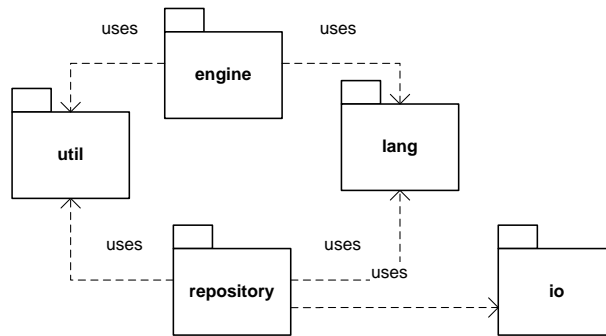 uses
uses
engine
util
lang
uses
uses
uses
repository
io